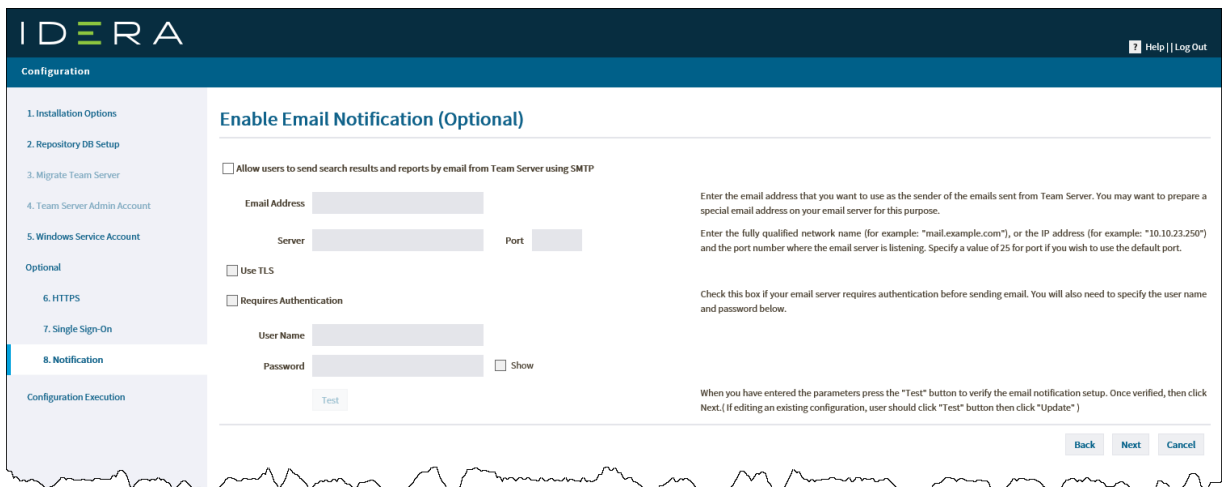 IDERA
? Help || Log Out
Configuration
1. Installation Options
2. Repository DB Setup
3. Migrate Team Server
4. Team Server Admin Account
5. Windows Service Account
Optional
6. HTTPS
7. Single Sign-On
8. Notification
Configuration Execution
Enable Email Notification (Optional)
Allow users to send search results and reports by email from Team Server using SMTP
Email Address
Enter the email address that you want to use as the sender of the emails sent from Team Server. You may want to prepare a
special email address on your email server for this purpose.
Server
Port
Enter the fully qualified network name (for example: "mail.example.com"), or the IP address (for example: "10.10.23.250")
and the port number where the email server is listening. Specify a value of 25 for port if you wish to use the default port.
Use TLS
Requires Authentication
Check this box if your email server requires authentication before sending email. You will also need to specify the user name
and password below.
User Name
Password
Show
Test
When you have entered the parameters press the "Test" button to verify the email notification setup. Once verified, then click
Next.( If editing an existing configuration, user should click "Test" button then click "Update" )
Back
Next
Cancel